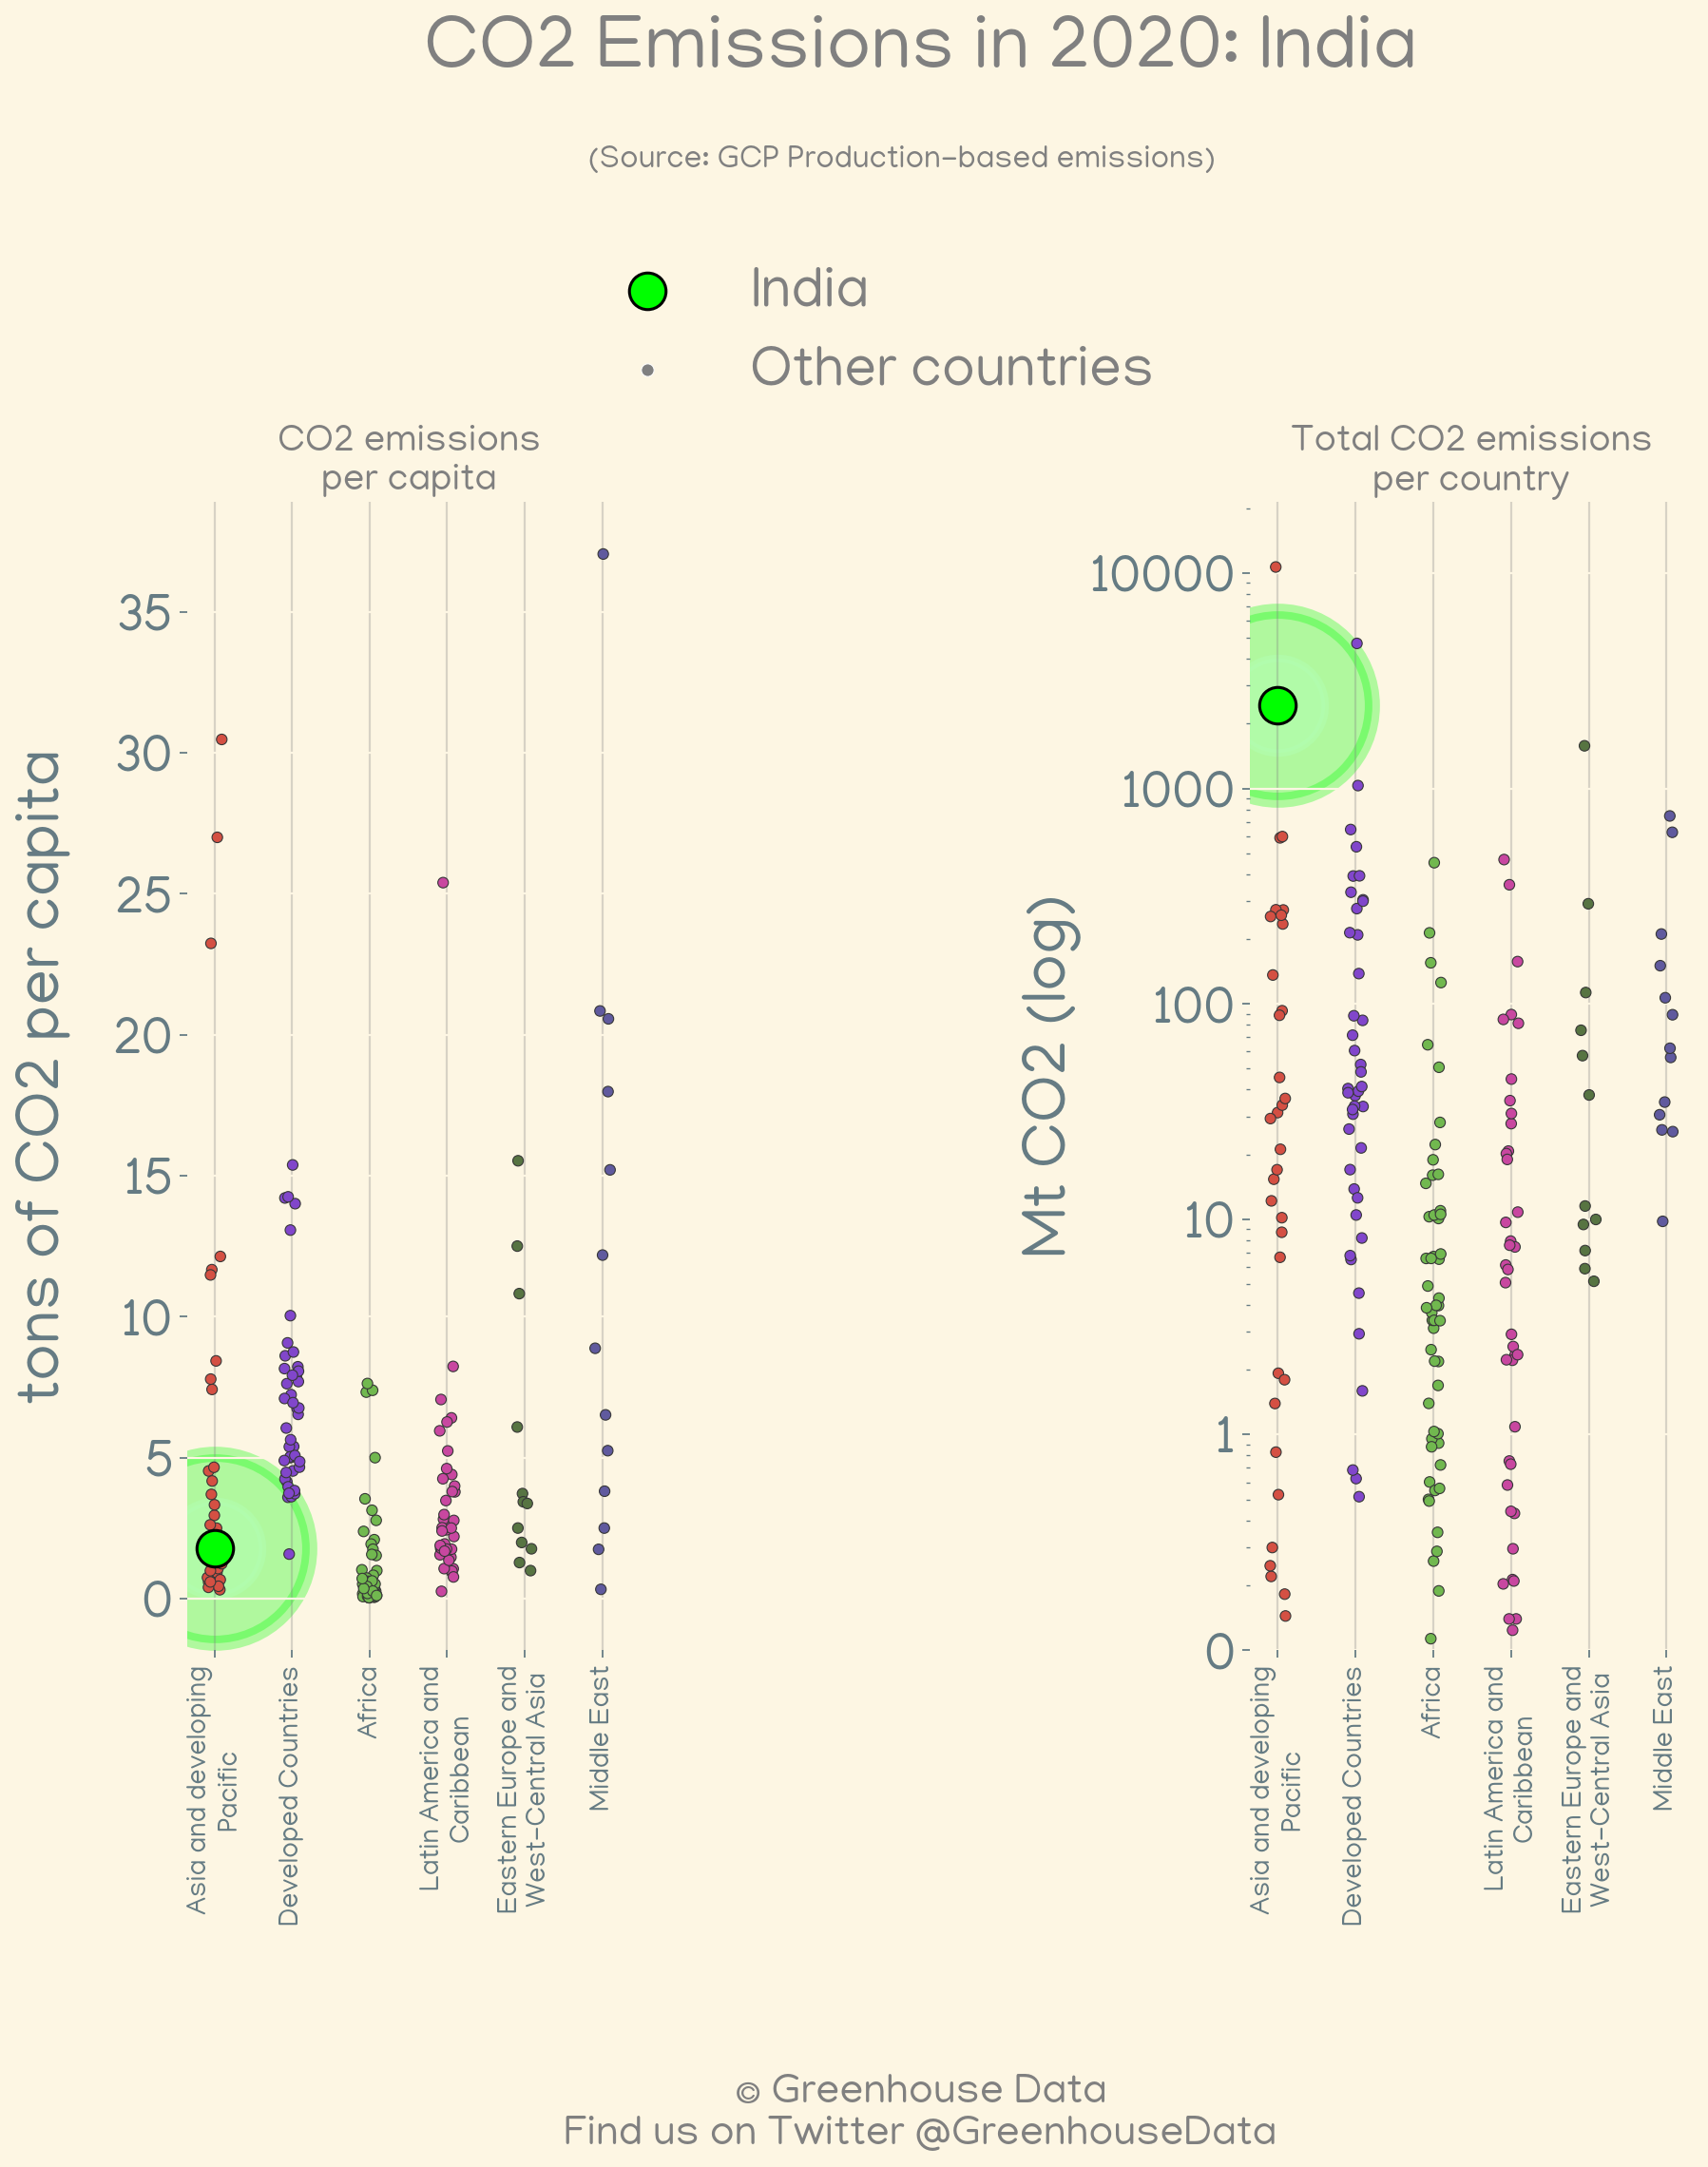 CO2 Emissions in 2020: India
(Source: GCP Production-based emissions)
India
Other countries
CO2 emissions
per capita
tons of CO2 per capita
35
30
25
20
15
10
5
0
Asia and developing
Pacific
Developed Countries
Africa
Latin America and
Caribbean
Eastern Europe and
West-Central Asia
Middle East
Total CO2 emissions
per country
Mt CO2 (log)
10000
1000
100
10
1
0
Asia and developing
Pacific
Developed Countries
Africa
Latin America and
Caribbean
Eastern Europe and
West-Central Asia
Middle East
© Greenhouse Data
Find us on Twitter @GreenhouseData